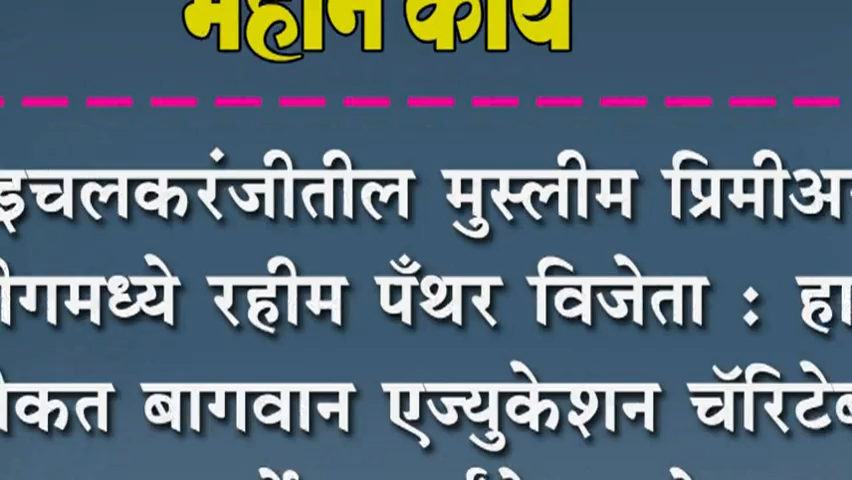 महान कार्य
इचलकरंजीतील मुस्लीम प्रिमीअ
गमध्ये रहीम पँथर विजेता : हा
कत बागवान एज्युकेशन चॅरिटे